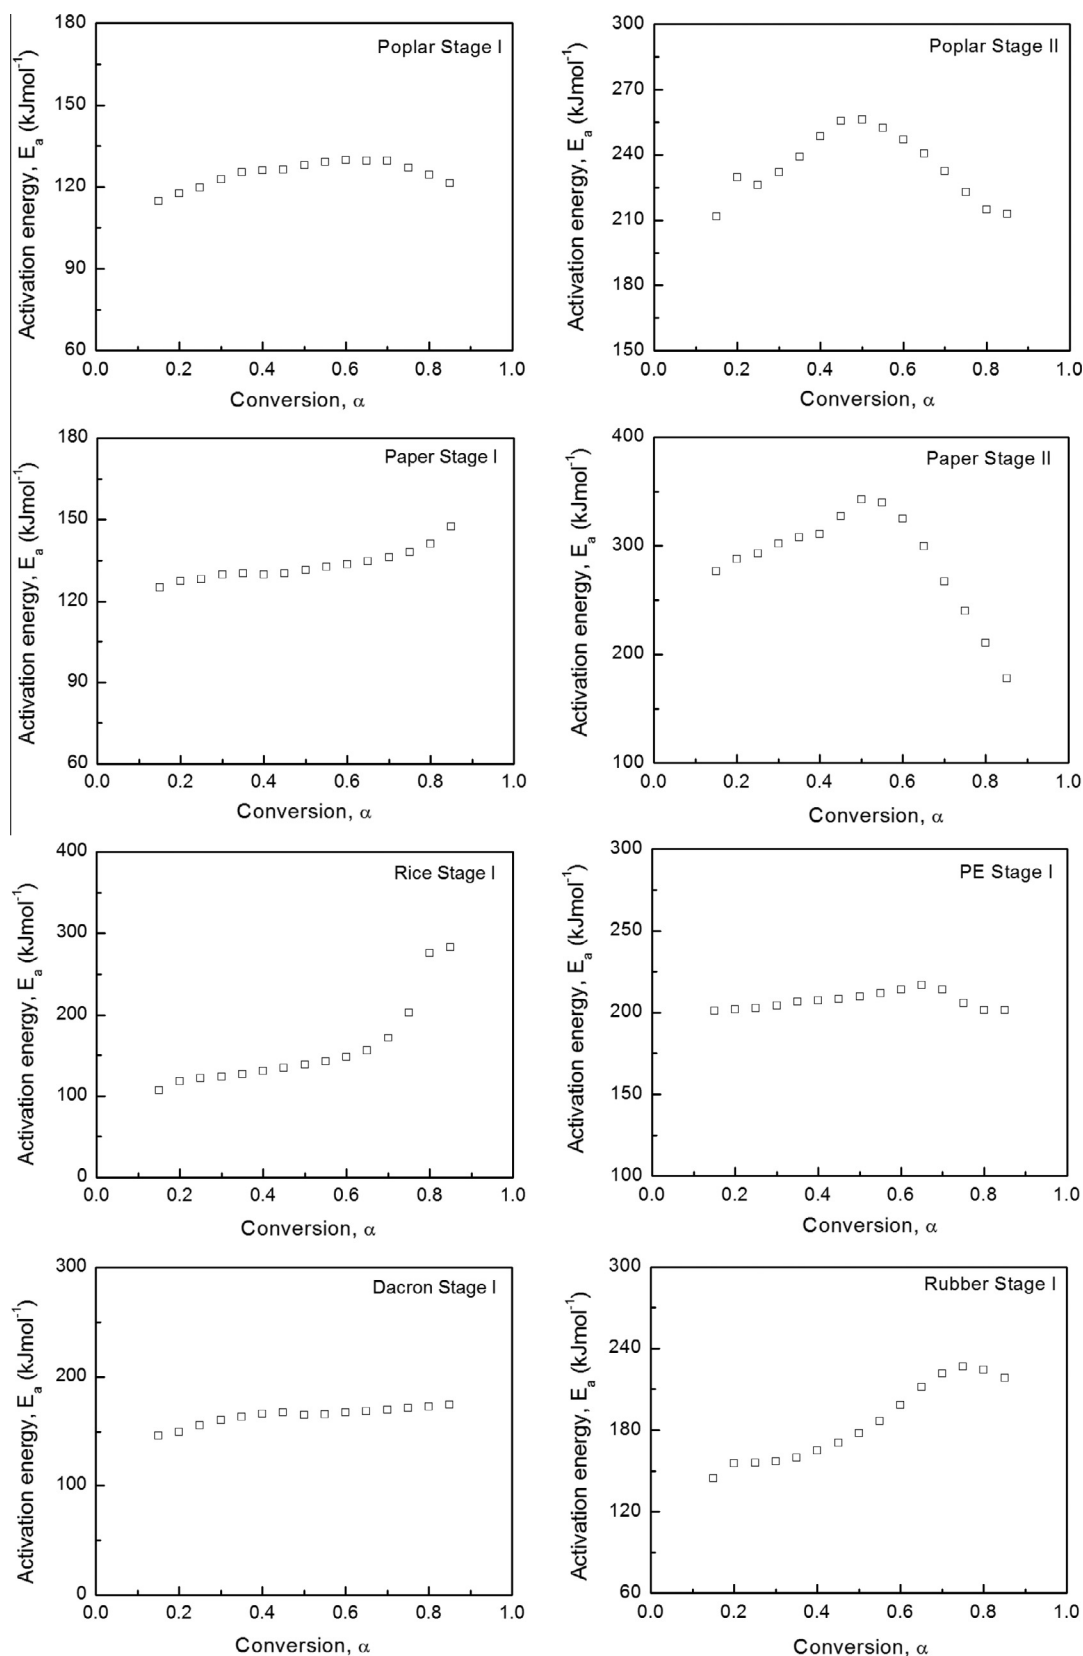 Poplar Stage I
Activation energy, Eₐ (kJmol⁻¹)
180
150
120
90
60
0.0 0.2 0.4 0.6 0.8 1.0
Conversion, α
Poplar Stage II
Activation energy, Eₐ (kJmol⁻¹)
300
270
240
210
180
150
0.0 0.2 0.4 0.6 0.8 1.0
Conversion, α
Paper Stage I
Activation energy, Eₐ (kJmol⁻¹)
180
150
120
90
60
0.0 0.2 0.4 0.6 0.8 1.0
Conversion, α
Paper Stage II
Activation energy, Eₐ (kJmol⁻¹)
400
300
200
100
0.0 0.2 0.4 0.6 0.8 1.0
Conversion, α
Rice Stage I
Activation energy, Eₐ (kJmol⁻¹)
400
300
200
100
0
0.0 0.2 0.4 0.6 0.8 1.0
Conversion, α
PE Stage I
Activation energy, Eₐ (kJmol⁻¹)
300
250
200
150
100
0.0 0.2 0.4 0.6 0.8 1.0
Conversion, α
Dacron Stage I
Activation energy, Eₐ (kJmol⁻¹)
300
200
100
0
0.0 0.2 0.4 0.6 0.8 1.0
Conversion, α
Rubber Stage I
Activation energy, Eₐ (kJmol⁻¹)
300
240
180
120
60
0.0 0.2 0.4 0.6 0.8 1.0
Conversion, α